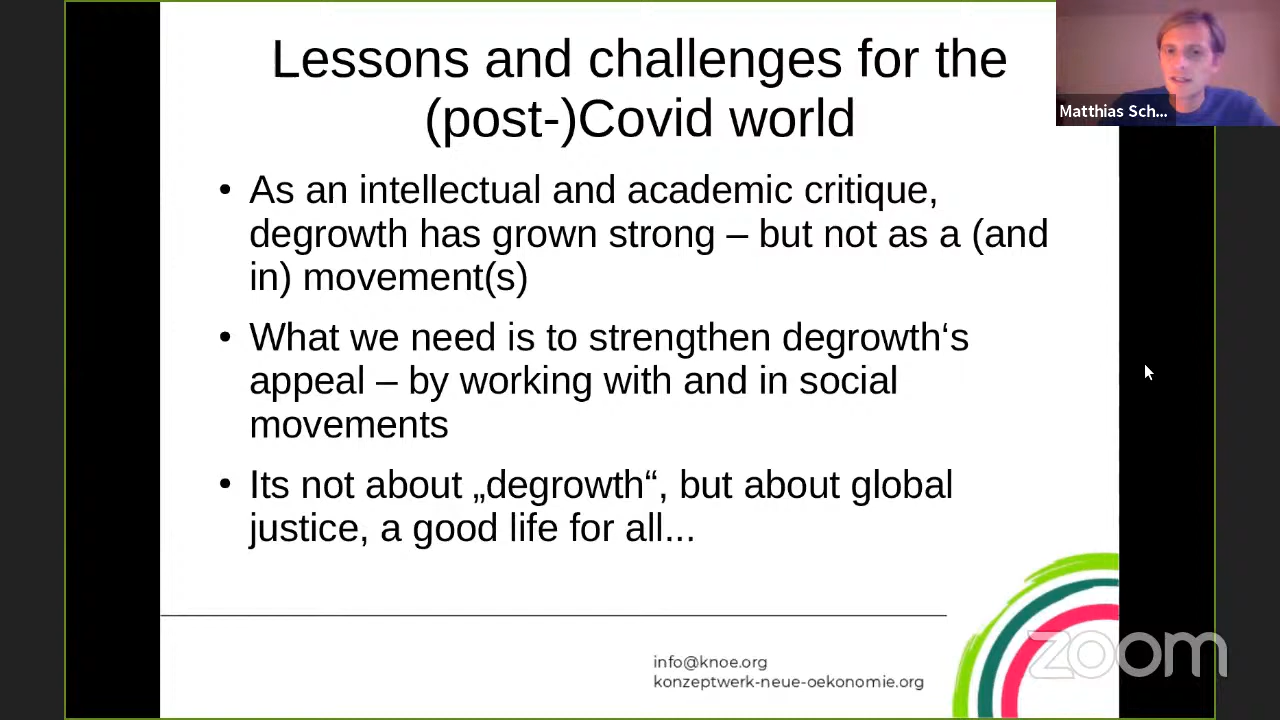 Lessons and challenges for the
(post-)Covid world
Matthias Sch...
• As an intellectual and academic critique,
degrowth has grown strong – but not as a (and
in) movement(s)
• What we need is to strengthen degrowth‘s
appeal – by working with and in social
movements
• Its not about „degrowth“, but about global
justice, a good life for all...
info@knoe.org
konzeptwerk-neue-oekonomie.org
zoom